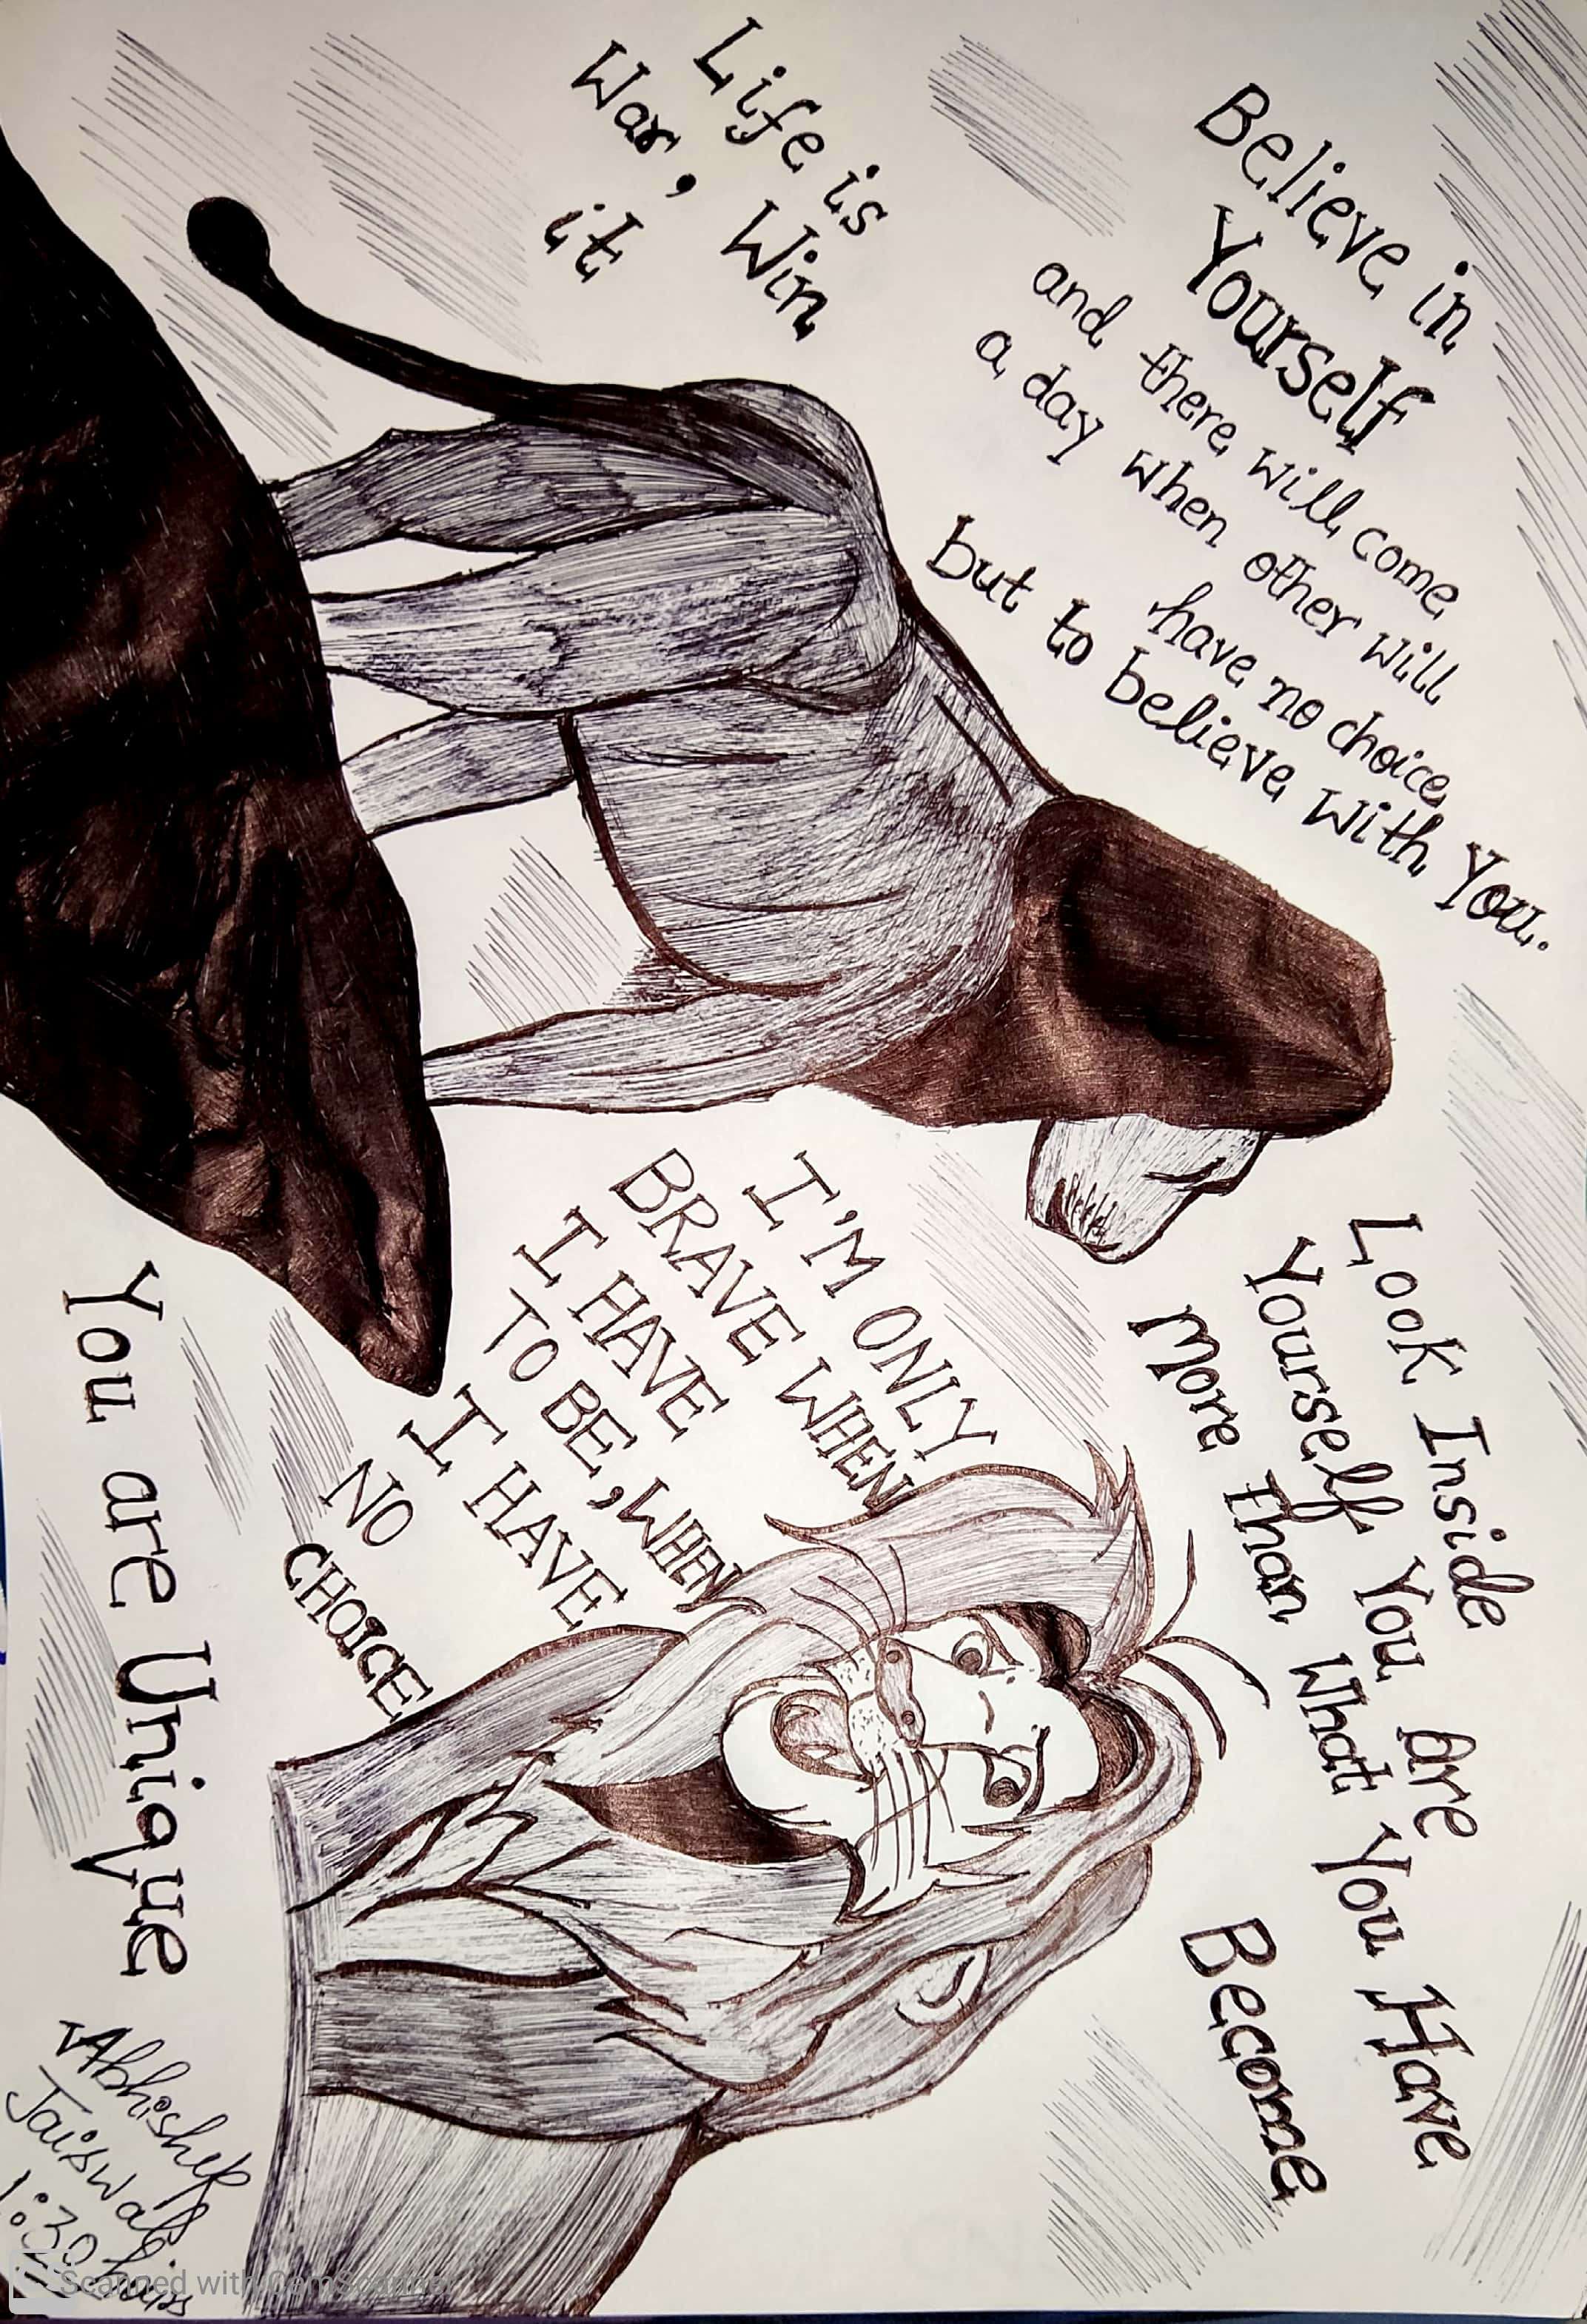 Believe in
Yourself
and there will come
a day when other will
have no choice
but to believe with You.
Life is
War, Win
it
Look Inside
Yourself You are
More Than What You Have
Become
I'M ONLY
BRAVE WHEN
I HAVE
TO BE, WHEN
I HAVE
NO
CHOICE
You are Unique
Abhishek
Jaiswal
1:30 hrs
Scanned with CamScanner